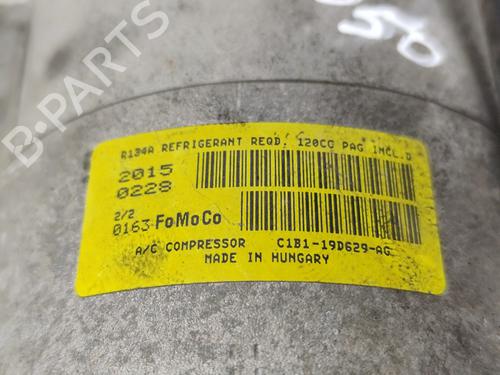 B-PARTS
50
R134A REFRIGERANT REQD. 120CC PAG INCL.D
2015
0228
2/2
0163 FoMoCo
A/C COMPRESSOR C1B1-19D629-AG
MADE IN HUNGARY